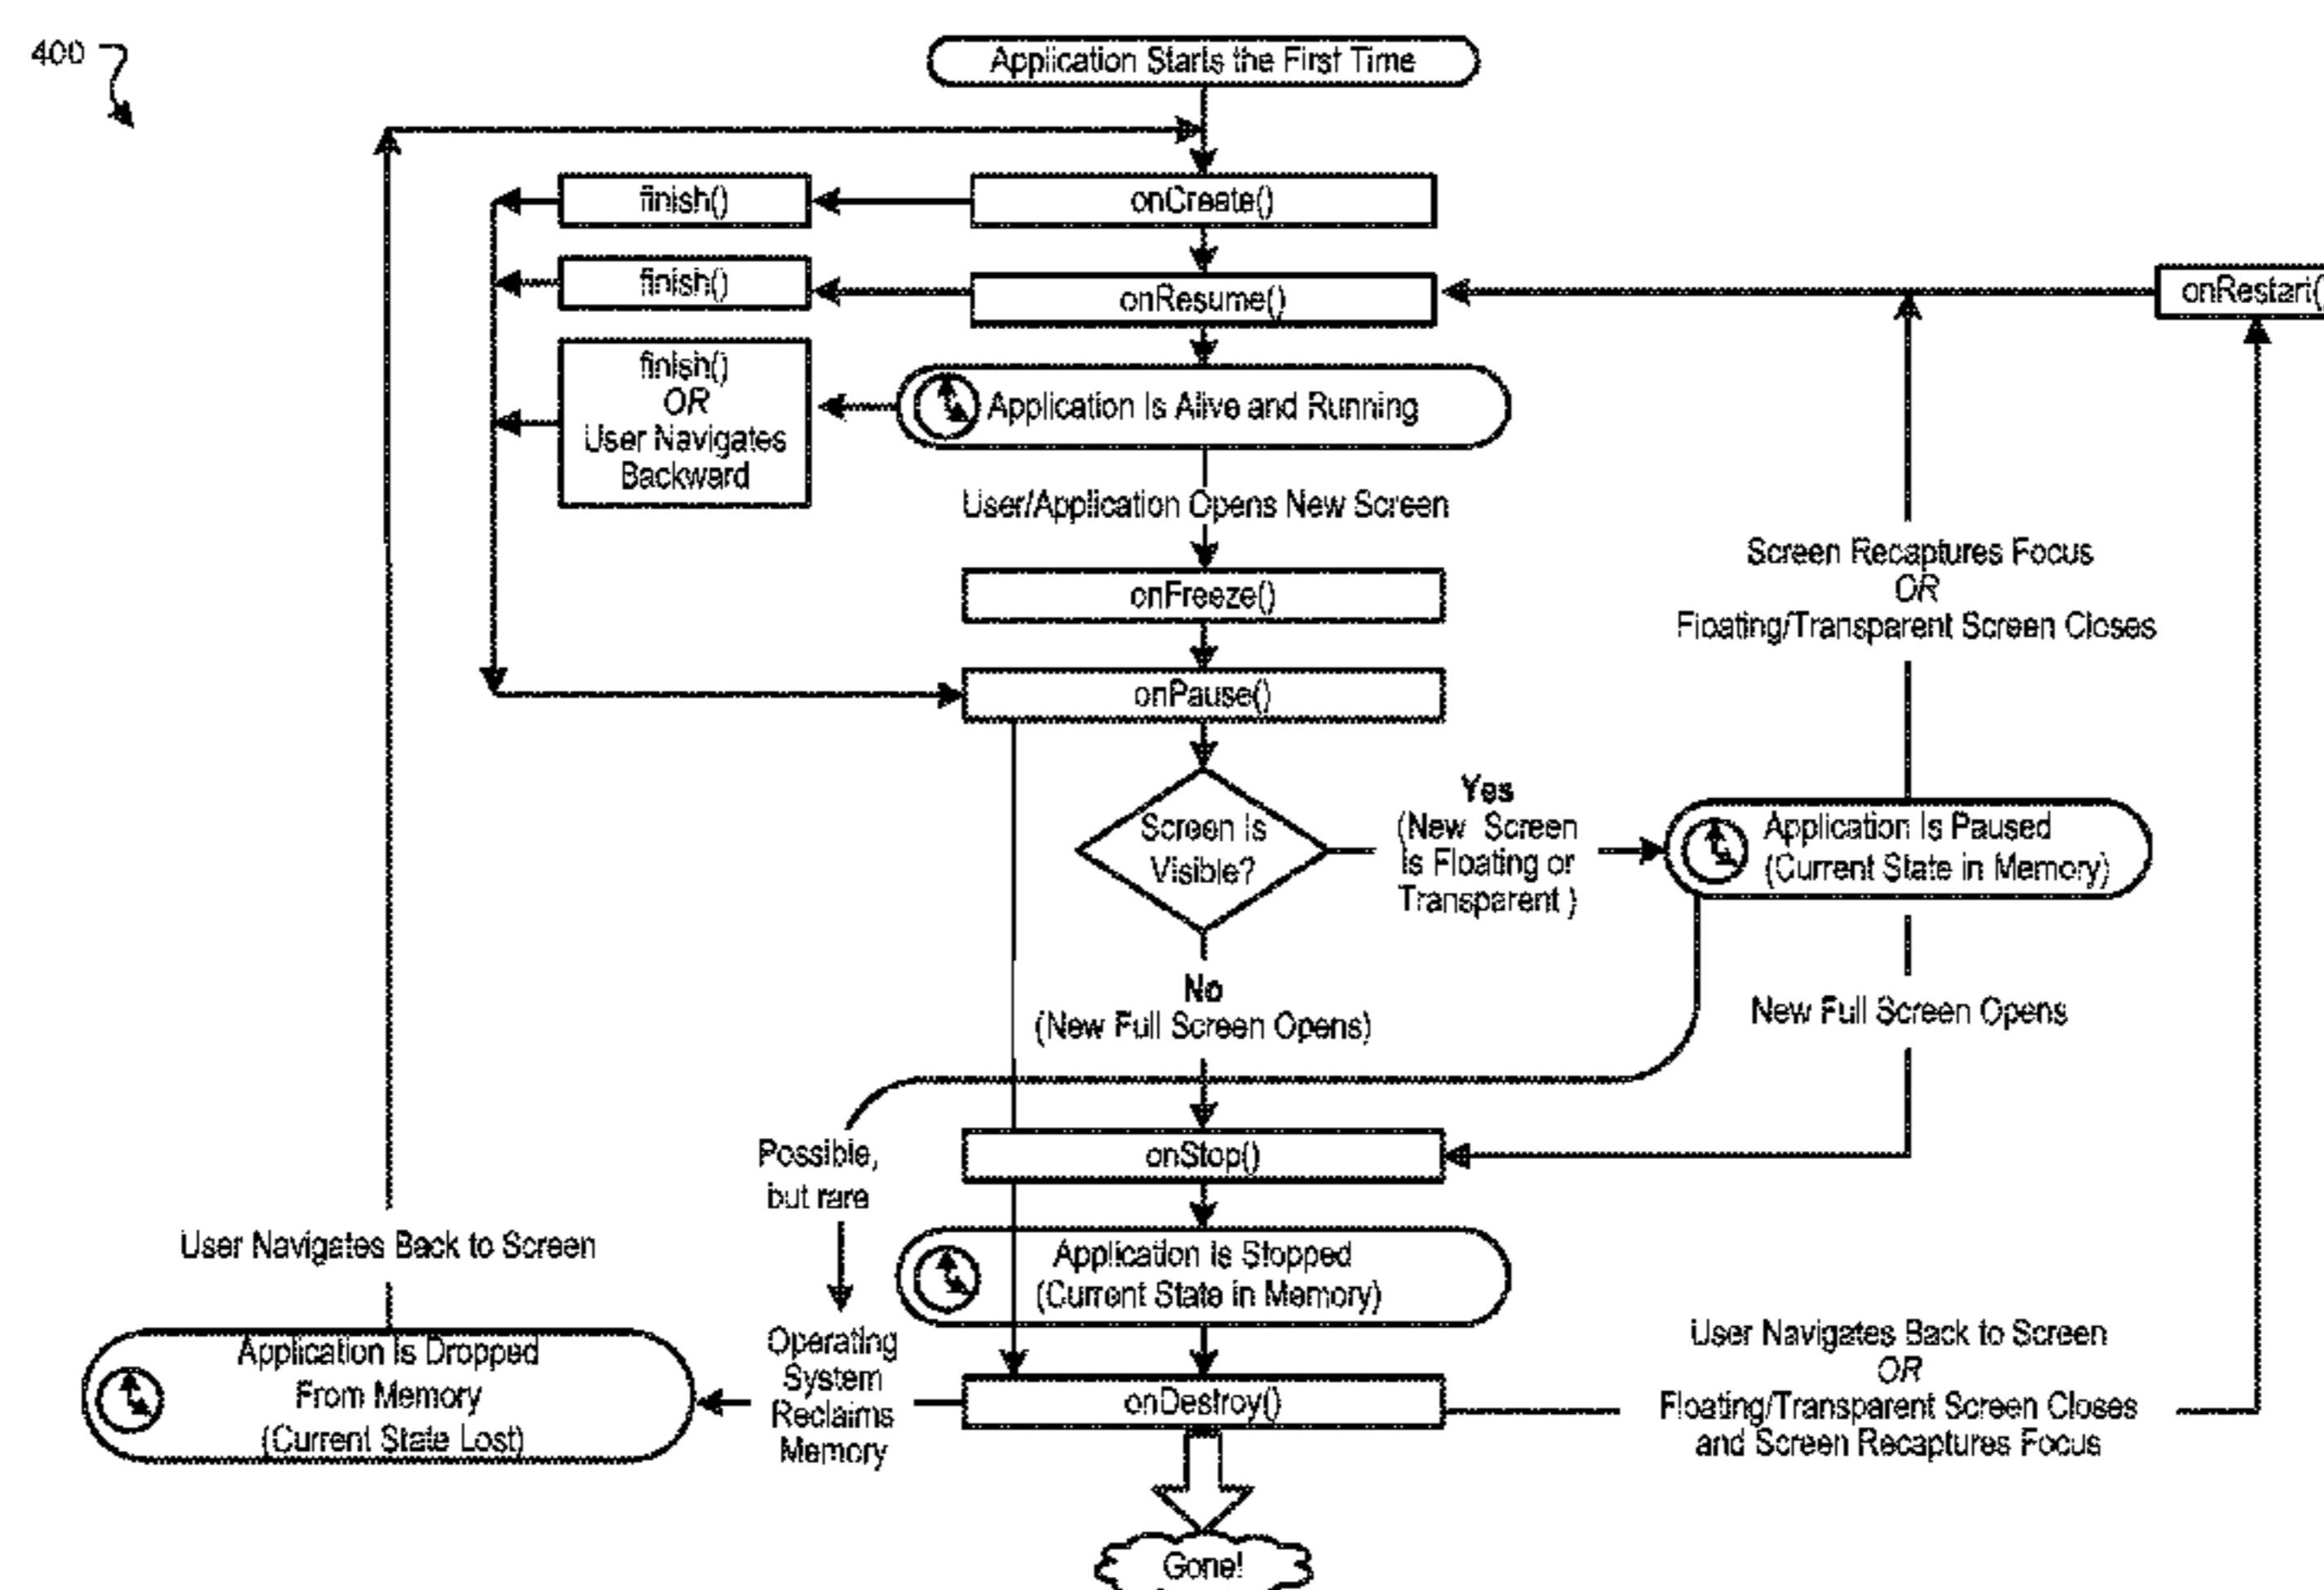 400
Application Starts the First Time
finish()
onCreate()
finish()
onResume()
onRestart(
finish()
OR
User Navigates
Backward
Application Is Alive and Running
User/Application Opens New Screen
Screen Recaptures Focus
OR
Floating/Transparent Screen Closes
onFreeze()
onPause()
Screen Is
Visible?
Yes
(New Screen
Is Floating or
Transparent )
Application Is Paused
(Current State in Memory)
No
(New Full Screen Opens)
New Full Screen Opens
Possible,
but rare
onStop()
User Navigates Back to Screen
Application Is Stopped
(Current State in Memory)
Application Is Dropped
From Memory
(Current State Lost)
Operating
System
Reclaims
Memory
onDestroy()
User Navigates Back to Screen
OR
Floating/Transparent Screen Closes
and Screen Recaptures Focus
Gone!